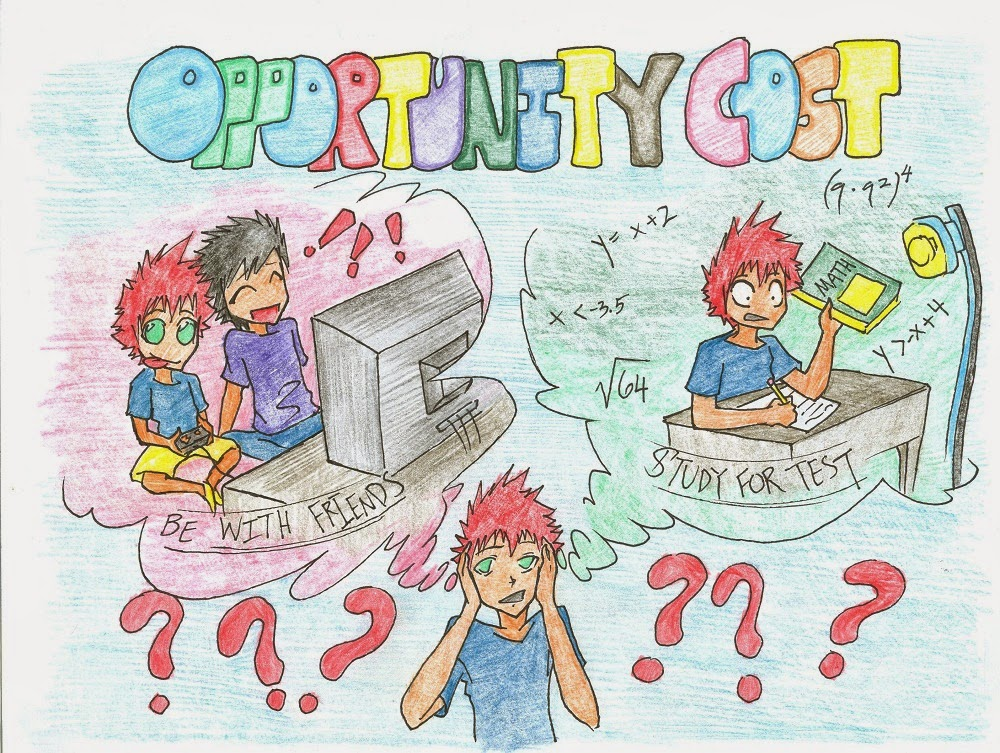 OPPORTUNITY COST
(9·92)⁴
y = x+2
!!!
x < -3.5
MATH
y > -x+4
√64
STUDY FOR TEST
BE WITH FRIENDS
? ? ? ? ? ?